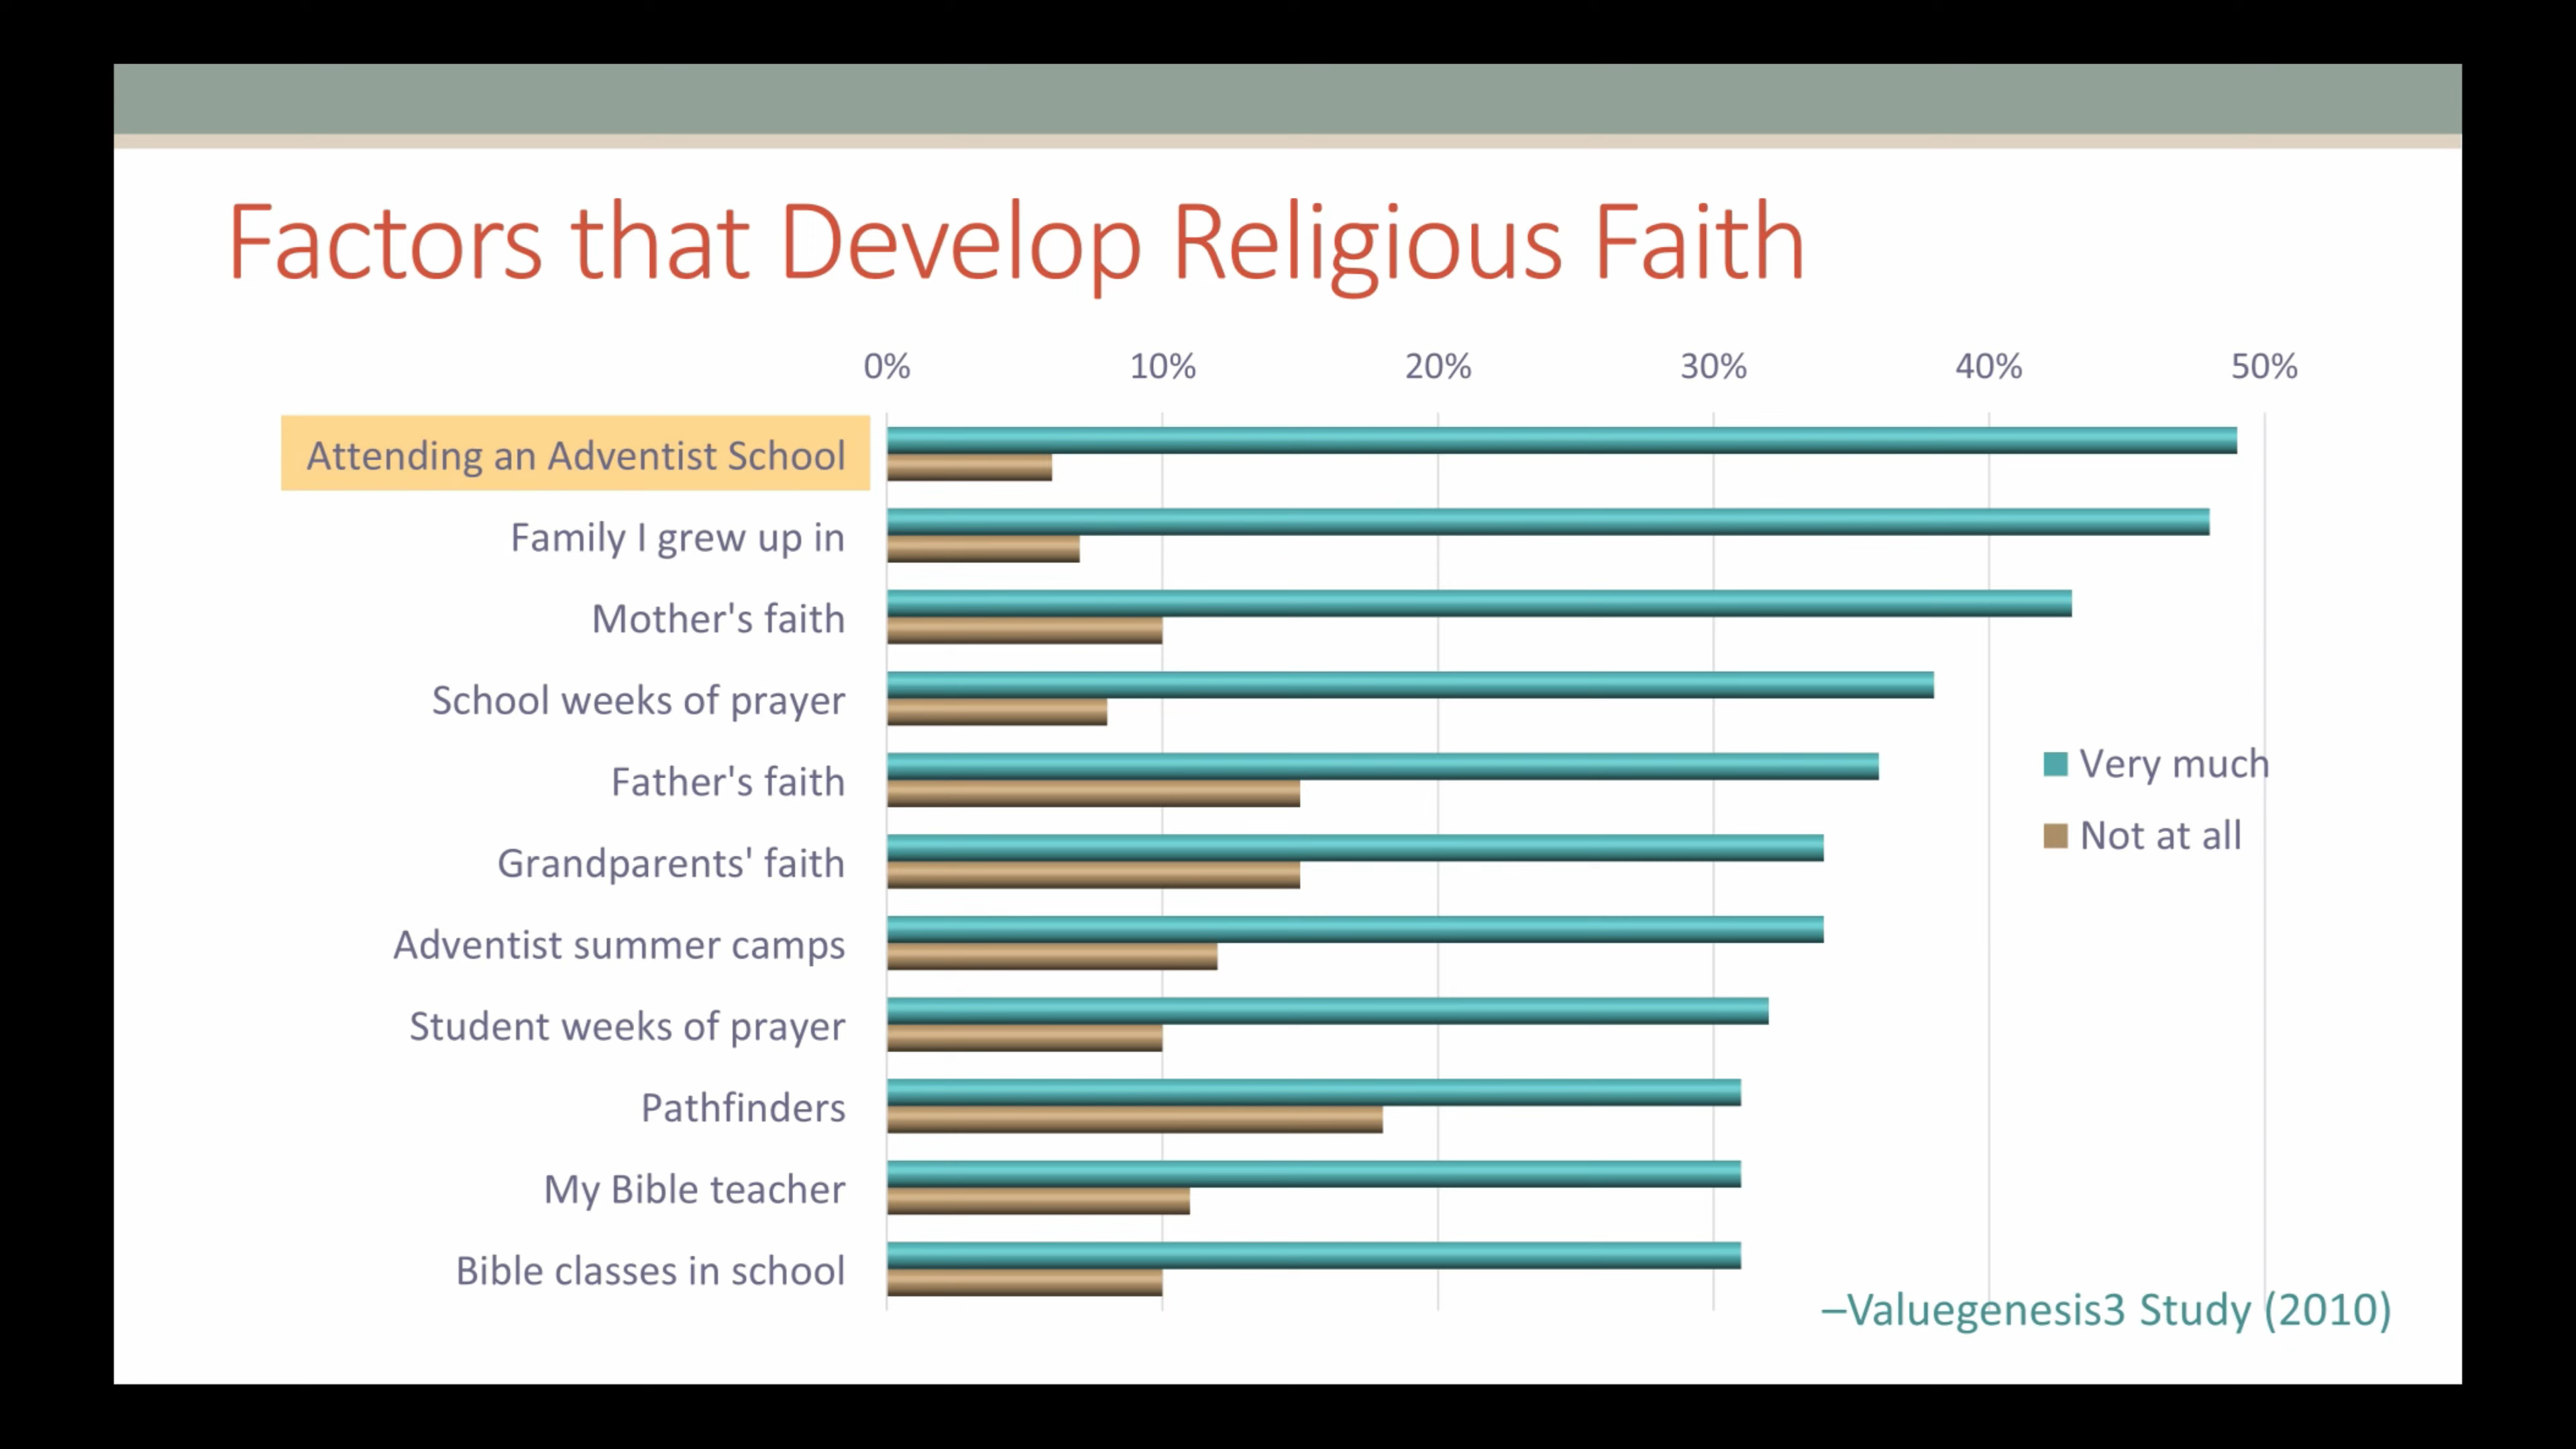 Factors that Develop Religious Faith
0% 10% 20% 30% 40% 50%
Attending an Adventist School
Family I grew up in
Mother's faith
School weeks of prayer
Father's faith
Grandparents' faith
Adventist summer camps
Student weeks of prayer
Pathfinders
My Bible teacher
Bible classes in school
Very much
Not at all
–Valuegenesis3 Study (2010)